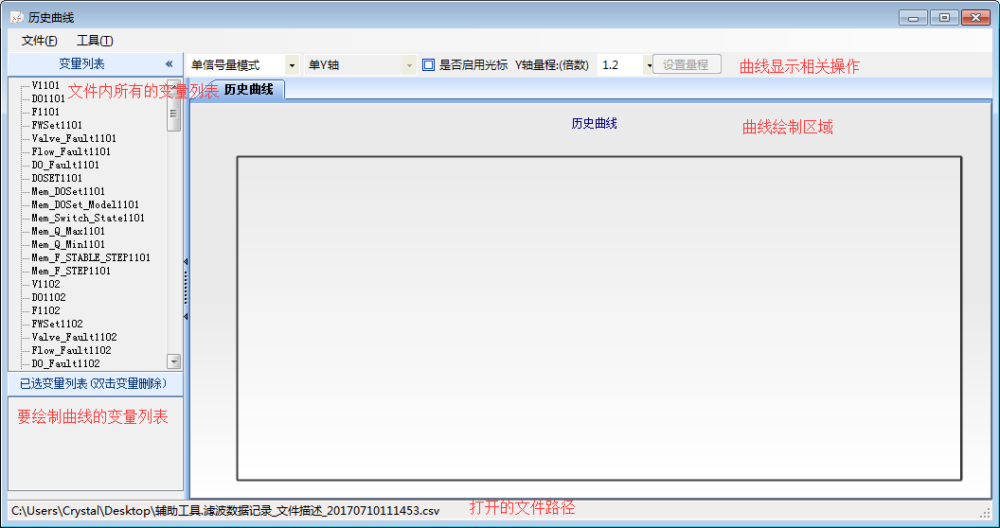 历史曲线
文件(F) 工具(T)
变量列表 «
单信号量模式 单Y轴 是否启用光标 Y轴量程:(倍数) 1.2 设置量程 曲线显示相关操作
文件内所有的变量列表
历史曲线
V1101
DO1101
F1101
FWSet1101
Valve_Fault1101
Flow_Fault1101
DO_Fault1101
DOSET1101
Mem_DOSet1101
Mem_DOSet_Model1101
Mem_Switch_State1101
Mem_Q_Max1101
Mem_Q_Min1101
Mem_F_STABLE_STEP1101
Mem_F_STEP1101
V1102
DO1102
F1102
FWSet1102
Valve_Fault1102
Flow_Fault1102
DO_Fault1102
历史曲线
曲线绘制区域
已选变量列表(双击变量删除)
要绘制曲线的变量列表
C:\Users\Crystal\Desktop\辅助工具.滤波数据记录_文件描述_20170710111453.csv 打开的文件路径